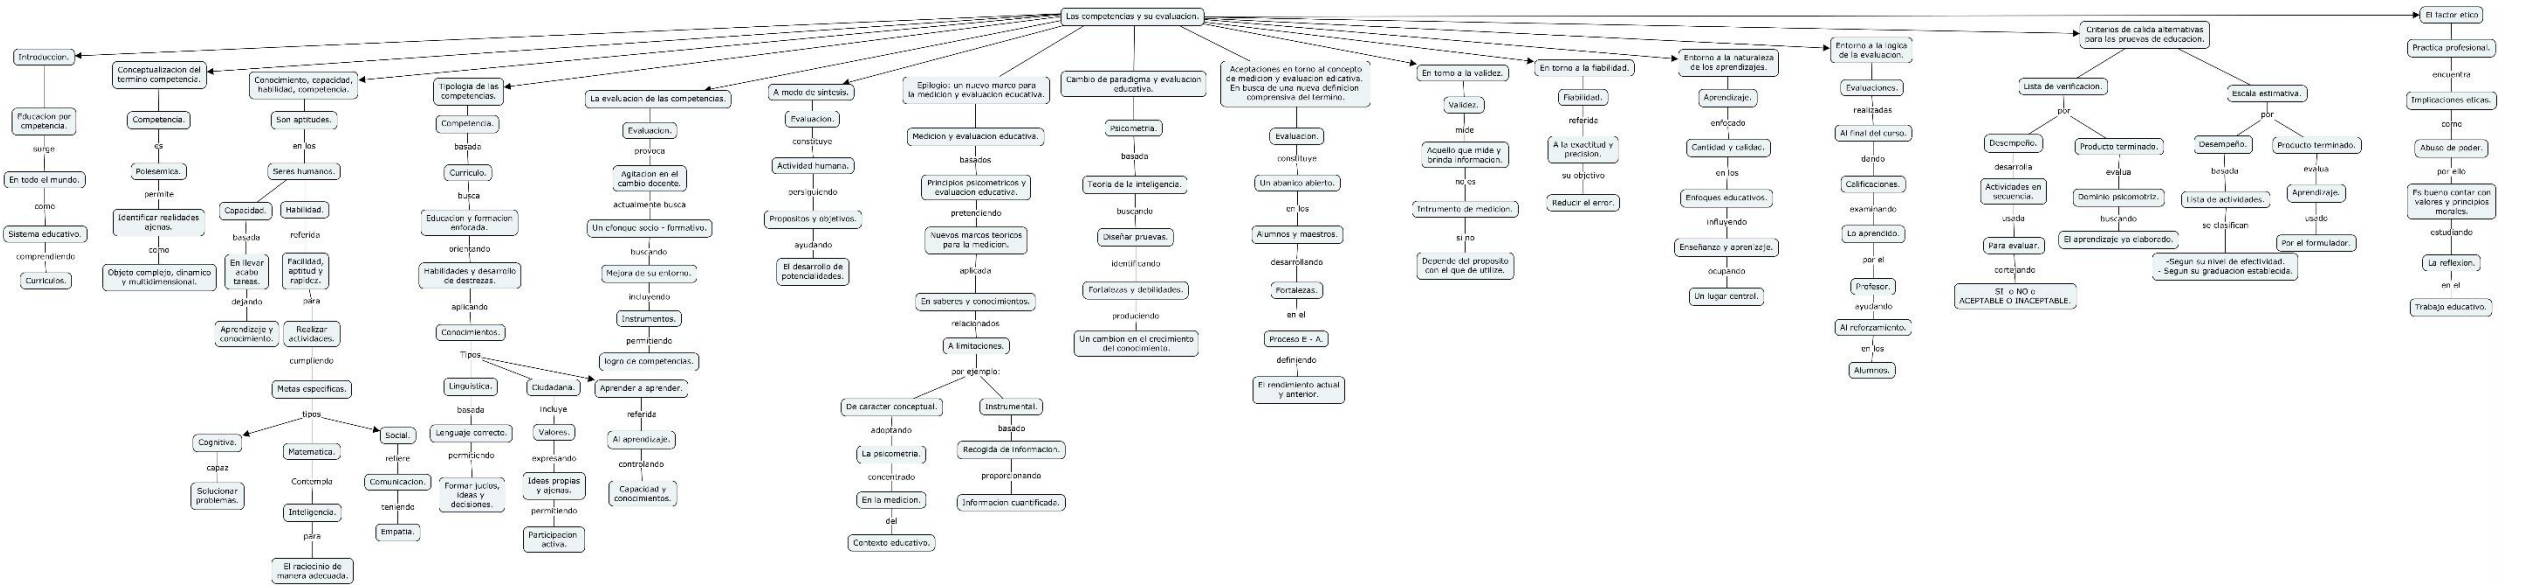 Las competencias y su evaluacion.
Introduccion.
Educacion por
cmpetencia.
surge
En todo el mundo.
como
Sistema educativo.
comprendiendo
Curriculos.
Conceptualizacion del
termino competencia.
Competencia.
es
Polesemica.
permite
Identificar realidades
ajenas.
como
Objeto complejo, dinamico
y multidimensional.
Conocimiento, capacidad,
habilidad, competencia.
Son aptitudes.
en los
Seres humanos.
Capacidad.
basada
En llevar
acabo
tareas.
dejando
Aprendizaje y
conocimiento.
Habilidad.
referida
Facilidad,
aptitud y
rapidez.
para
Realizar
actividades.
cumpliendo
Metas especificas.
tipos
Cognitiva.
capaz
Solucionar
problemas.
Matematica.
Contempla
Inteligencia.
para
El raciocinio de
manera adecuada.
Social.
refiere
Comunicacion.
teniendo
Empatia.
Tipologia de las
competencias.
Competencia.
basada
Curriculo.
busca
Educacion y formacion
enfocada.
orientando
Habilidades y desarrollo
de destrezas.
aplicando
Conocimientos.
Tipos
Linguistica.
basada
Lenguaje correcto.
permitiendo
Formar jucios,
ideas y
decisiones.
Ciudadana.
incluye
Valores.
expresando
Ideas propias
y ajenas.
permitiendo
Participacion
activa.
Aprender a aprender.
referida
Al aprendizaje.
controlando
Capacidad y
conocimientos.
La evaluacion de las competencias.
Evaluacion.
provoca
Agitacion en el
cambio docente.
actualmente busca
Un efonque socio - formativo.
buscando
Mejora de su entorno.
incluyendo
Instrumentos.
permitiendo
logro de competencias.
A modo de sintesis.
Evaluacion.
constituye
Actividad humana.
persiguiendo
Propositos y objetivos.
ayudando
El desarrollo de
potencialidades.
Epilogio: un nuevo marco para
la medicion y evaluacion ecucativa.
Medicion y evaluacion educativa.
basados
Principios psicometricos y
evaluacion educativa.
pretendiendo
Nuevos marcos teoricos
para la medicion.
aplicada
En saberes y conocimientos.
relacionados
A limitaciones.
por ejemplo:
De caracter conceptual.
adoptando
La psicometria.
concentrado
En la medicion.
del
Contexto educativo.
Instrumental.
basado
Recogida de informacion.
proporcionando
Informacion cuantificada.
Cambio de paradigma y evaluacion
educativa.
Psicometria.
basada
Teoria de la inteligencia.
buscando
Diseñar pruevas.
identificando
Fortalezas y debilidades.
produciendo
Un cambion en el crecimiento
del conocimiento.
Aceptaciones en torno al concepto
de medicion y evaluacion edicativa.
En busca de una nueva definicion
comprensiva del termino.
Evaluacion.
constituye
Un abanico abierto.
en los
Alumnos y maestros.
desarrollando
Fortalezas.
en el
Proceso E - A.
definiendo
El rendimiento actual
y anterior.
En torno a la validez.
Validez.
mide
Aquello que mide y
brinda informacion.
no es
Intrumento de medicion.
si no
Depende del proposito
con el que de utilize.
En torno a la fiabilidad.
Fiabilidad.
referida
A la exactitud y
precision.
su objetivo
Reducir el error.
Entorno a la naturaleza
de los aprendizajes.
Aprendizaje.
enfocado
Cantidad y calidad.
en los
Enfoques educativos.
influyendo
Enseñanza y aprenizaje.
ocupando
Un lugar central.
Entorno a la logica
de la evaluacion.
Evaluaciones.
realizadas
Al final del curso.
dando
Calificaciones.
examinando
Lo aprendido.
por el
Profesor.
ayudando
Al reforzamiento.
en los
Alumnos.
Criterios de calida alternativas
para las pruevas de educacion.
Lista de verificacion.
por
Desempeño.
desarrolla
Actividades en
secuencia.
usada
Para evaluar.
cortejando
SI o NO o
ACEPTABLE O INACEPTABLE.
Producto terminado.
evalua
Dominio psicomotriz.
buscando
El aprendizaje ya elaborado.
Escala estimativa.
por
Desempeño.
basada
Lista de actividades.
se clasifican
-Segun su nivel de efectividad.
- Segun su graduacion establecida.
Producto terminado.
evalua
Aprendizaje.
usado
Por el formulador.
El factor etico
Practica profesional.
encuentra
Implicaciones eticas.
como
Abuso de poder.
por ello
Es bueno contar con
valores y principios
morales.
estudiando
La reflexion.
en el
Trabajo educativo.